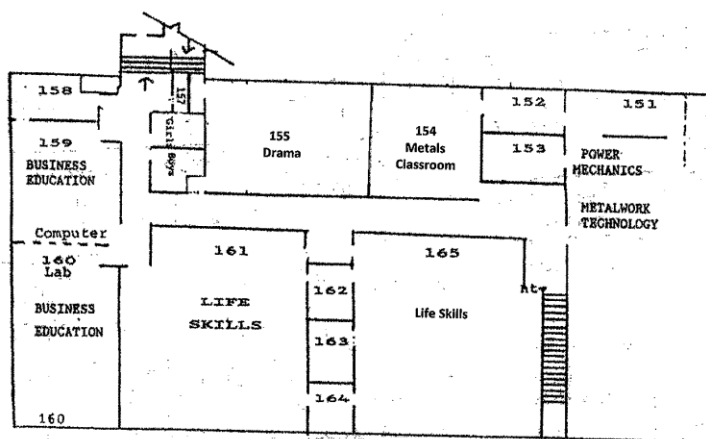 158
157
152
151
159
155
Drama
154
Metals
Classroom
153
Girls
Boys
BUSINESS
EDUCATION
POWER
MECHANICS
METALWORK
TECHNOLOGY
Computer
160
Lab
161
165
162
LIFE
SKILLS
Life Skills
BUSINESS
EDUCATION
163
164
160